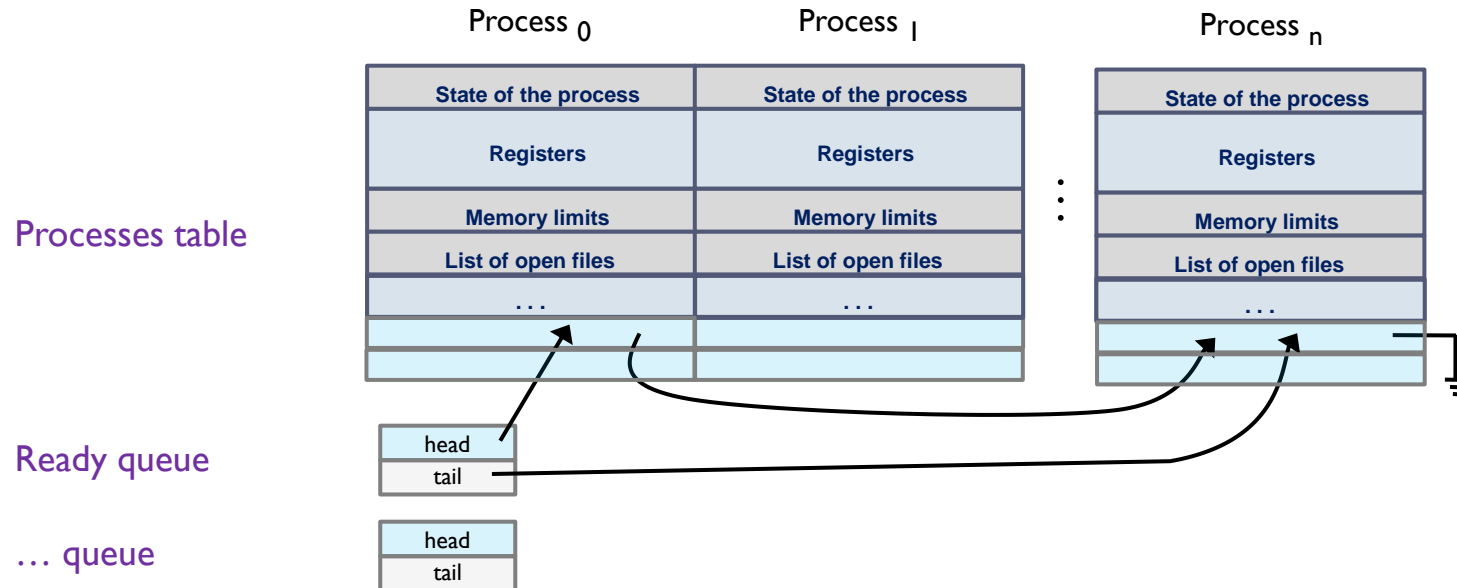 Process 0 Process 1 Process n
State of the process State of the process State of the process
Registers Registers Registers
Processes table
Memory limits Memory limits Memory limits
List of open files List of open files List of open files
. . . . . . . . .
Ready queue
head
tail
... queue
head
tail